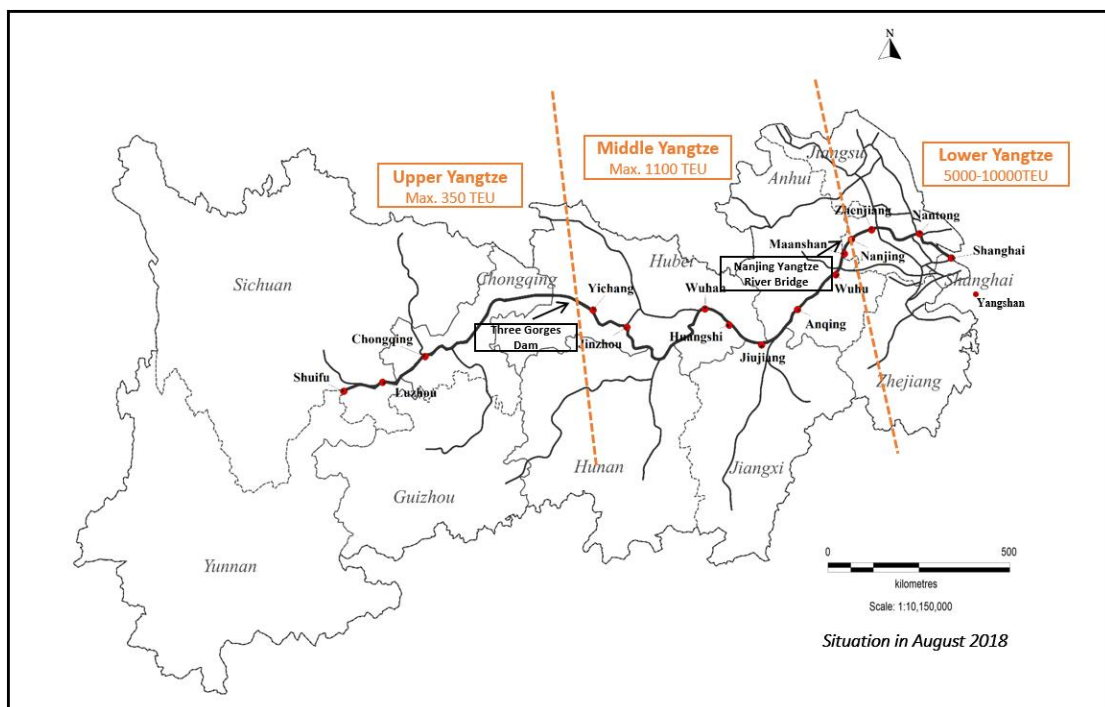 N
Jiangsu
Anhui
Middle Yangtze
Max. 1100 TEU
Lower Yangtze
5000-10000TEU
Upper Yangtze
Max. 350 TEU
Zhenjiang
Nantong
Maanshan
Nanjing
Shanghai
Nanjing Yangtze
River Bridge
Wuhu
Shanghai
Yangshan
Hubei
Chongqing
Sichuan
Yichang
Wuhan
Anqing
Three Gorges
Dam
Jinzhou
Huangshi
Jiujiang
Chongqing
Shuifu
Luzhou
Zhejiang
Hunan
Jiangxi
Guizhou
Yunnan
0 500
kilometres
Scale: 1:10,150,000
Situation in August 2018